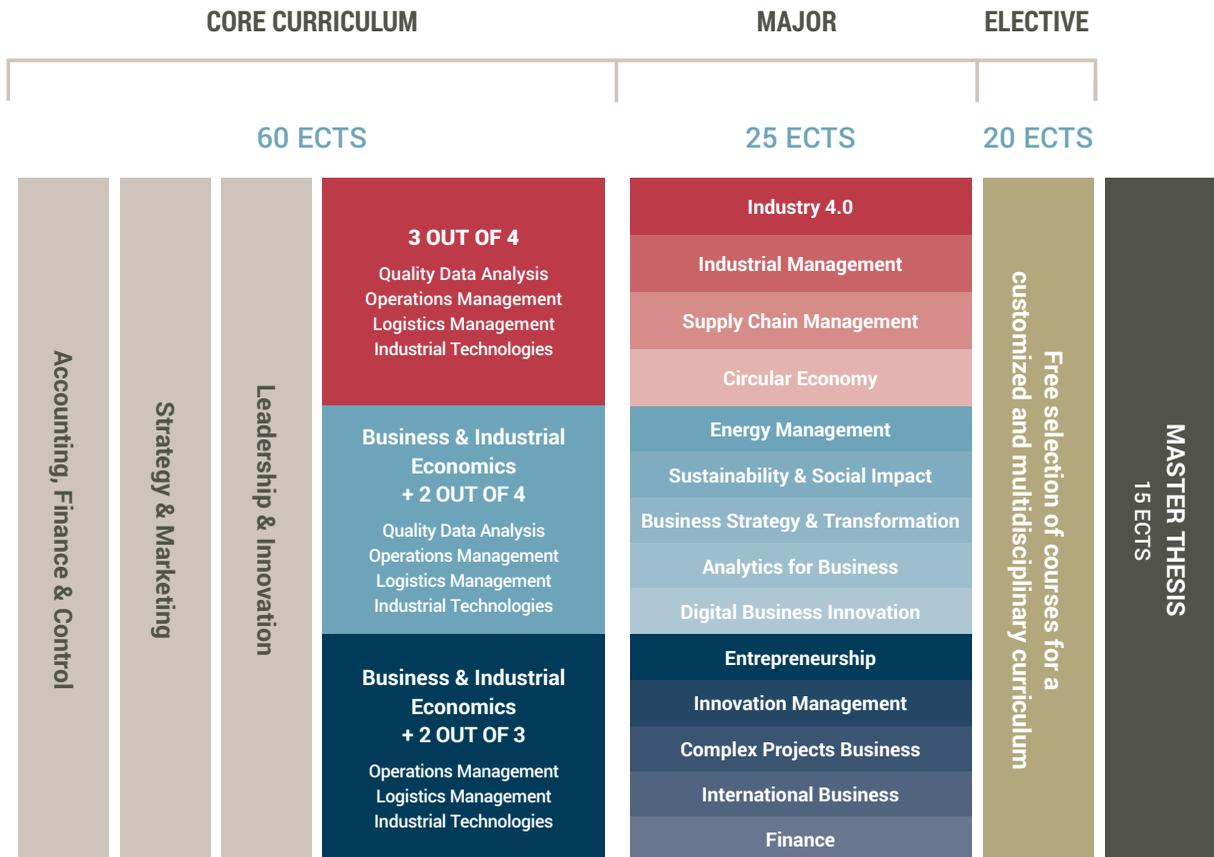 CORE CURRICULUM
MAJOR
ELECTIVE
60 ECTS
25 ECTS
20 ECTS
Accounting, Finance & Control
Strategy & Marketing
Leadership & Innovation
3 OUT OF 4
Quality Data Analysis
Operations Management
Logistics Management
Industrial Technologies
Business & Industrial
Economics
+ 2 OUT OF 4
Quality Data Analysis
Operations Management
Logistics Management
Industrial Technologies
Business & Industrial
Economics
+ 2 OUT OF 3
Operations Management
Logistics Management
Industrial Technologies
Industry 4.0
Industrial Management
Supply Chain Management
Circular Economy
Energy Management
Sustainability & Social Impact
Business Strategy & Transformation
Analytics for Business
Digital Business Innovation
Entrepreneurship
Innovation Management
Complex Projects Business
International Business
Finance
Free selection of courses for a
customized and multidisciplinary curriculum
MASTER THESIS
15 ECTS